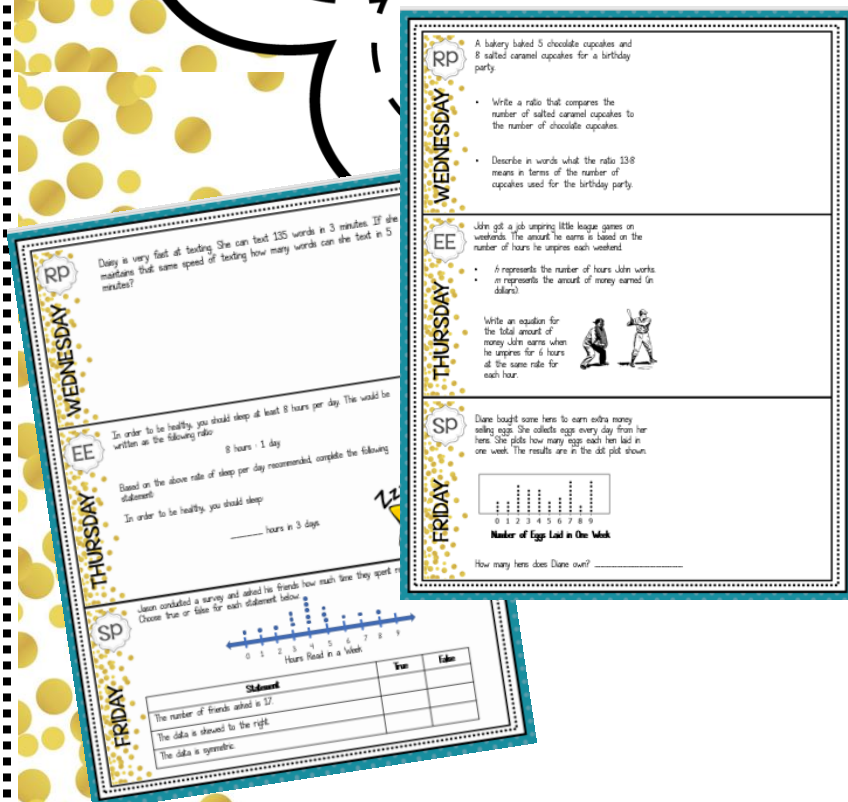 RP
WEDNESDAY
Daisy is very fast at texting. She can text 135 words in 3 minutes. If she
maintains that same speed of texting how many words can she text in 5
minutes?
EE
THURSDAY
In order to be healthy, you should sleep at least 8 hours per day. This would be
written as the following ratio:
8 hours : 1 day
Based on the above rate of sleep per day recommended, complete the following
statement:
In order to be healthy, you should sleep:
______ hours in 3 days
Zzz
SP
FRIDAY
Jason conducted a survey and asked his friends how much time they spent
Choose true or false for each statement below.
0 1 2 3 4 5 6 7 8 9
Hours Read in a Week
Statement True False
The number of friends asked is 17.
The data is skewed to the right.
The data is symmetric.
RP
WEDNESDAY
A bakery baked 5 chocolate cupcakes and
8 salted caramel cupcakes for a birthday
party.
• Write a ratio that compares the
number of salted caramel cupcakes to
the number of chocolate cupcakes.
• Describe in words what the ratio 13:8
means in terms of the number of
cupcakes used for the birthday party.
EE
THURSDAY
John got a job umpiring little league games on
weekends. The amount he earns is based on the
number of hours he umpires each weekend.
• h represents the number of hours John works.
• m represents the amount of money earned (in
dollars).
Write an equation for
the total amount of
money John earns when
he umpires for 6 hours
at the same rate for
each hour.
SP
FRIDAY
Diane bought some hens to earn extra money
selling eggs. She collects eggs every day from her
hens. She plots how many eggs each hen laid in
one week. The results are in the dot plot shown.
0 1 2 3 4 5 6 7 8 9
Number of Eggs Laid in One Week
How many hens does Diane own? ____________________